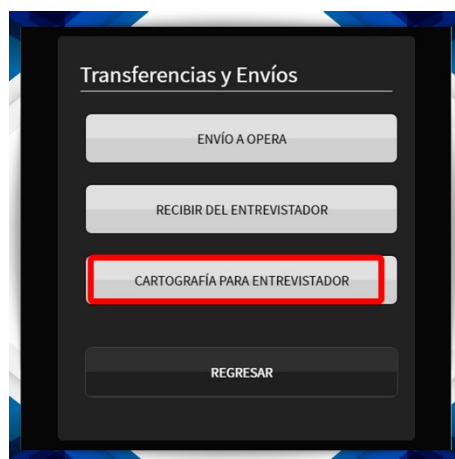 Transferencias y Envíos
ENVÍO A OPERA
RECIBIR DEL ENTREVISTADOR
CARTOGRAFÍA PARA ENTREVISTADOR
REGRESAR